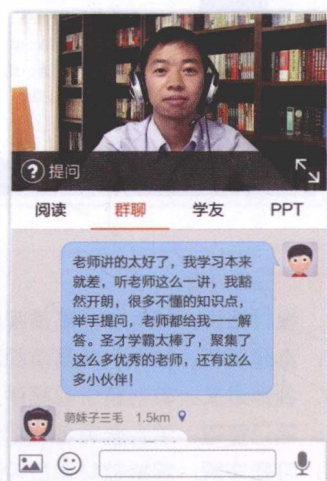 ? 提问
阅读 群聊 学友 PPT
老师讲的太好了，我学习本来
就差，听老师这么一讲，我豁
然开朗，很多不懂的知识点，
举手提问，老师都给我一一解
答。圣才学霸太棒了，聚集了
这么多优秀的老师，还有这么
多小伙伴！
萌妹子三毛 1.5km